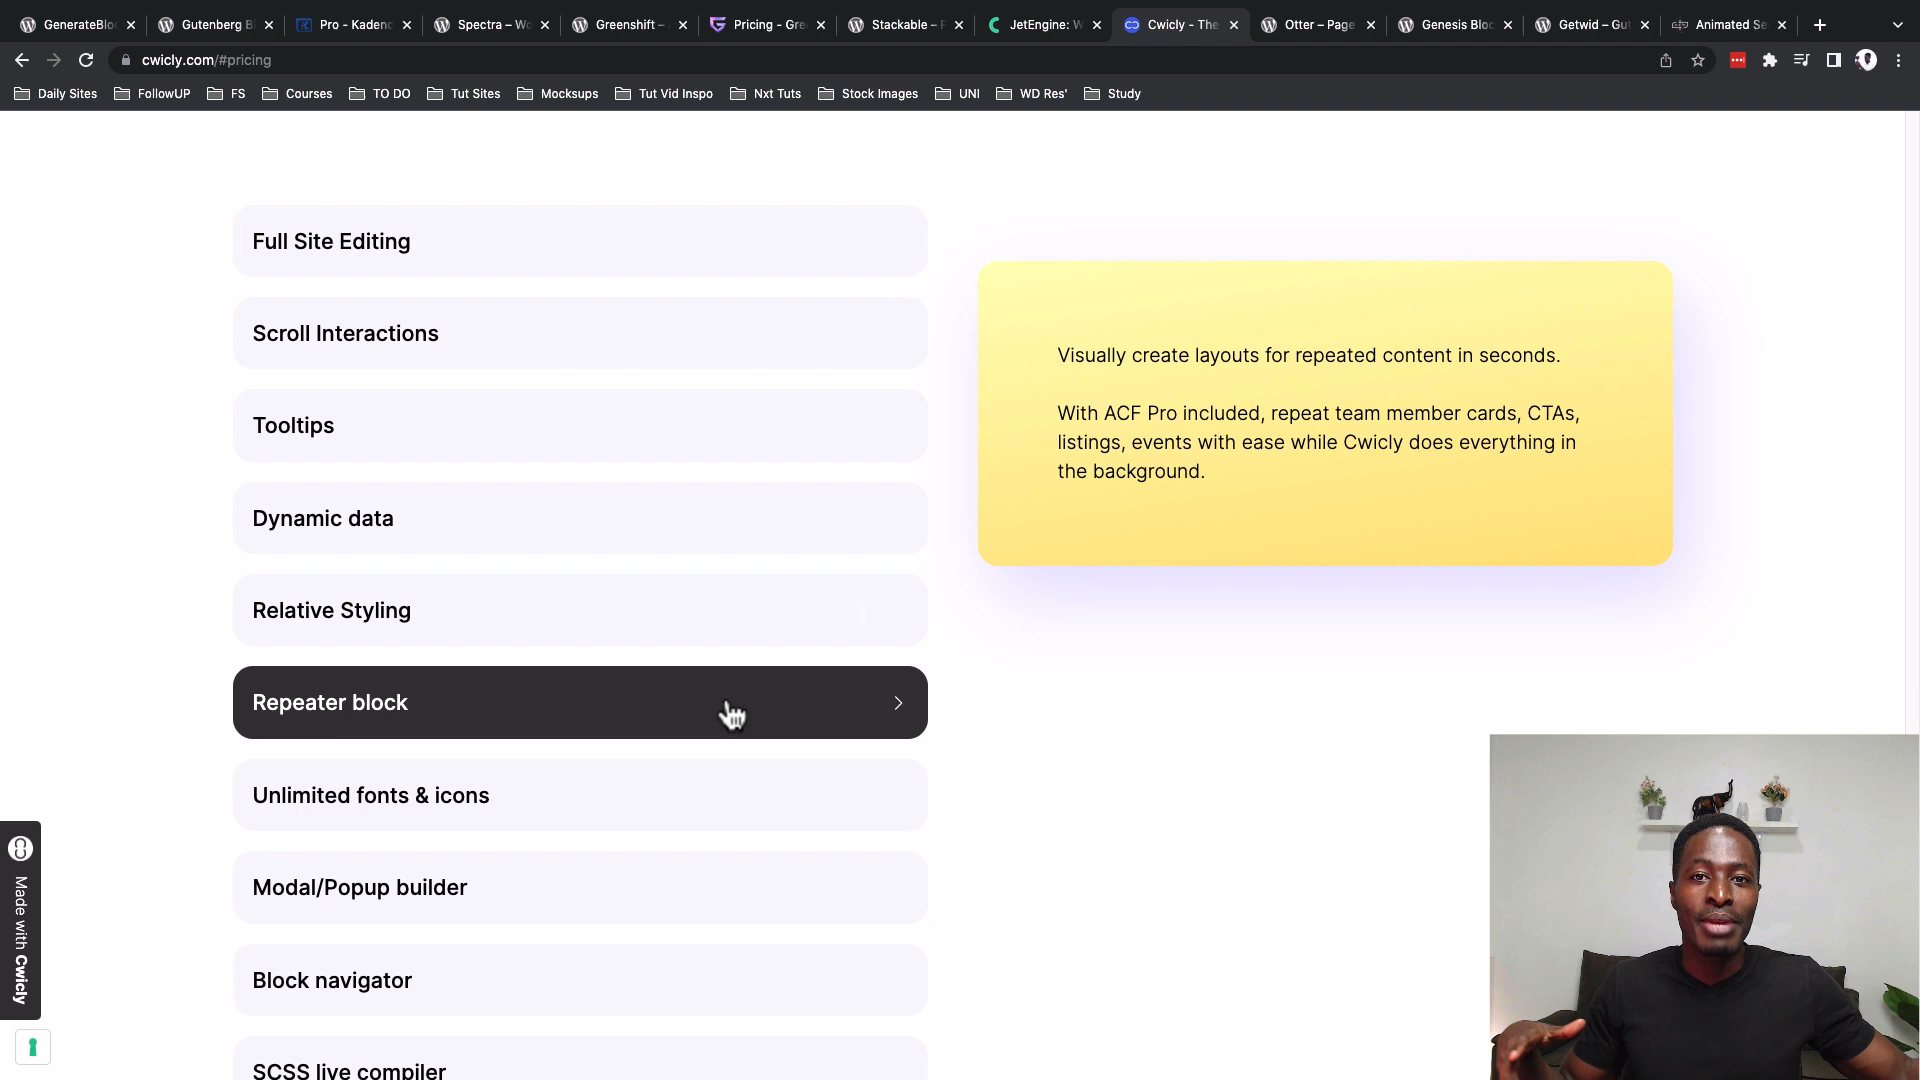 GenerateBloc
Gutenberg Bl
Pro - Kadenc
Spectra – Wo
Greenshift –
Pricing - Gre
Stackable – P
JetEngine: W
Cwicly - The
Otter – Page
Genesis Bloc
Getwid – Gut
Animated Se
cwicly.com/#pricing
Daily Sites
FollowUP
FS
Courses
TO DO
Tut Sites
Mocksups
Tut Vid Inspo
Nxt Tuts
Stock Images
UNI
WD Res'
Study
Full Site Editing
Scroll Interactions
Tooltips
Dynamic data
Relative Styling
Repeater block
Unlimited fonts & icons
Modal/Popup builder
Block navigator
SCSS live compiler
Visually create layouts for repeated content in seconds.
With ACF Pro included, repeat team member cards, CTAs,
listings, events with ease while Cwicly does everything in
the background.
Made with Cwicly